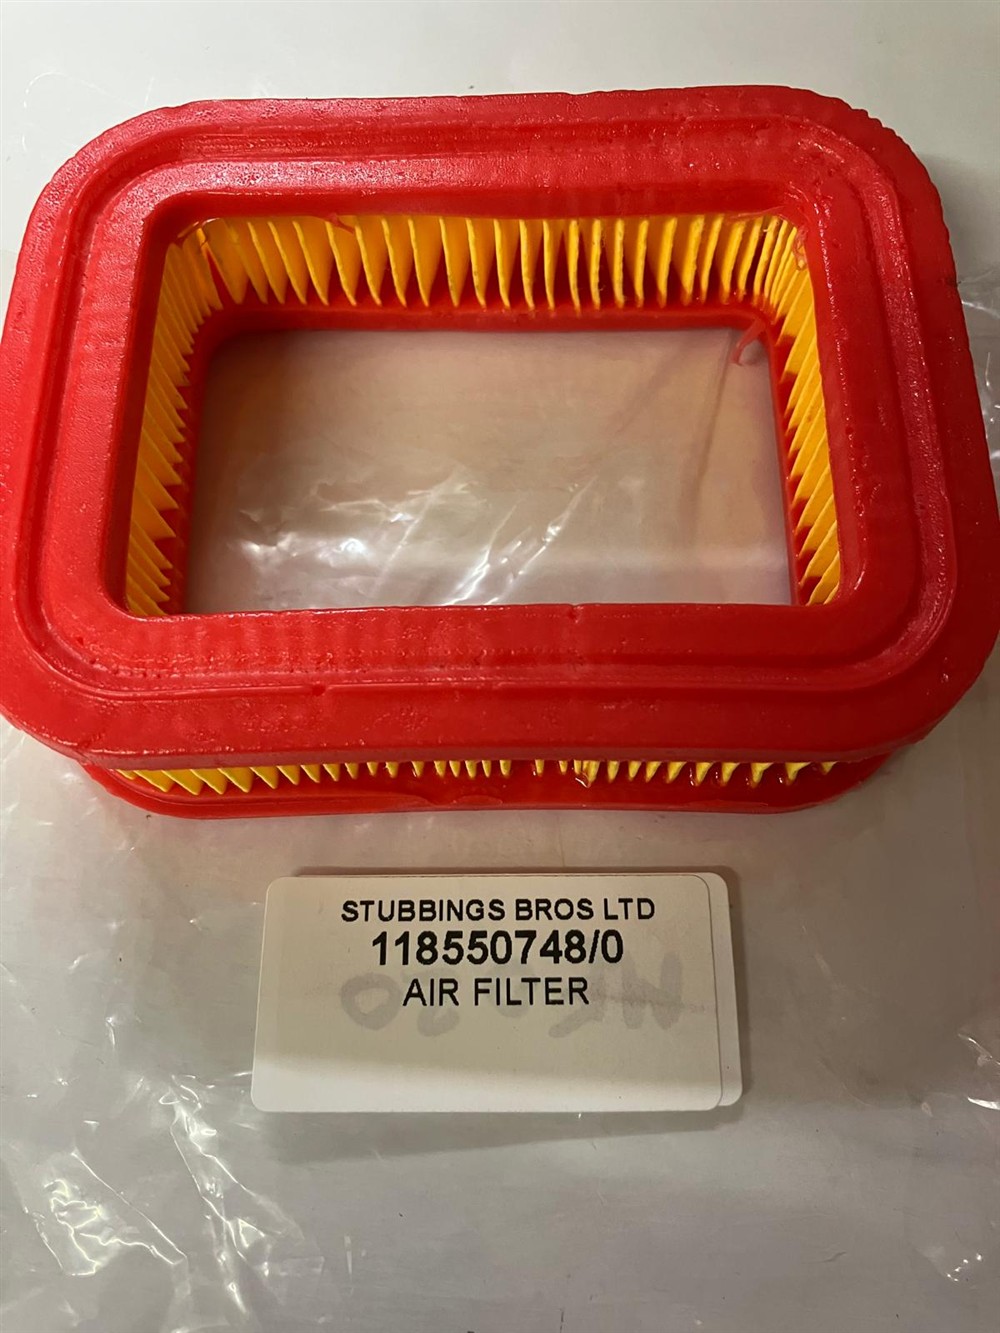 STUBBINGS BROS LTD
118550748/0
AIR FILTER